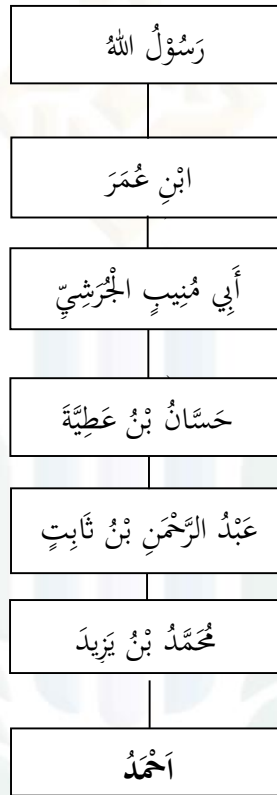 رَسُوْلُ اللهُ
ابْنِ عُمَرَ
أَبِي مُنِيبٍ الْجُرَشِيِّ
حَسَّانُ بْنُ عَطِيَّةَ
عَبْدُ الرَّحْمَنِ بْنُ ثَابِتٍ
مُحَمَّدُ بْنُ يَزِيدَ
اَحْمَدُ